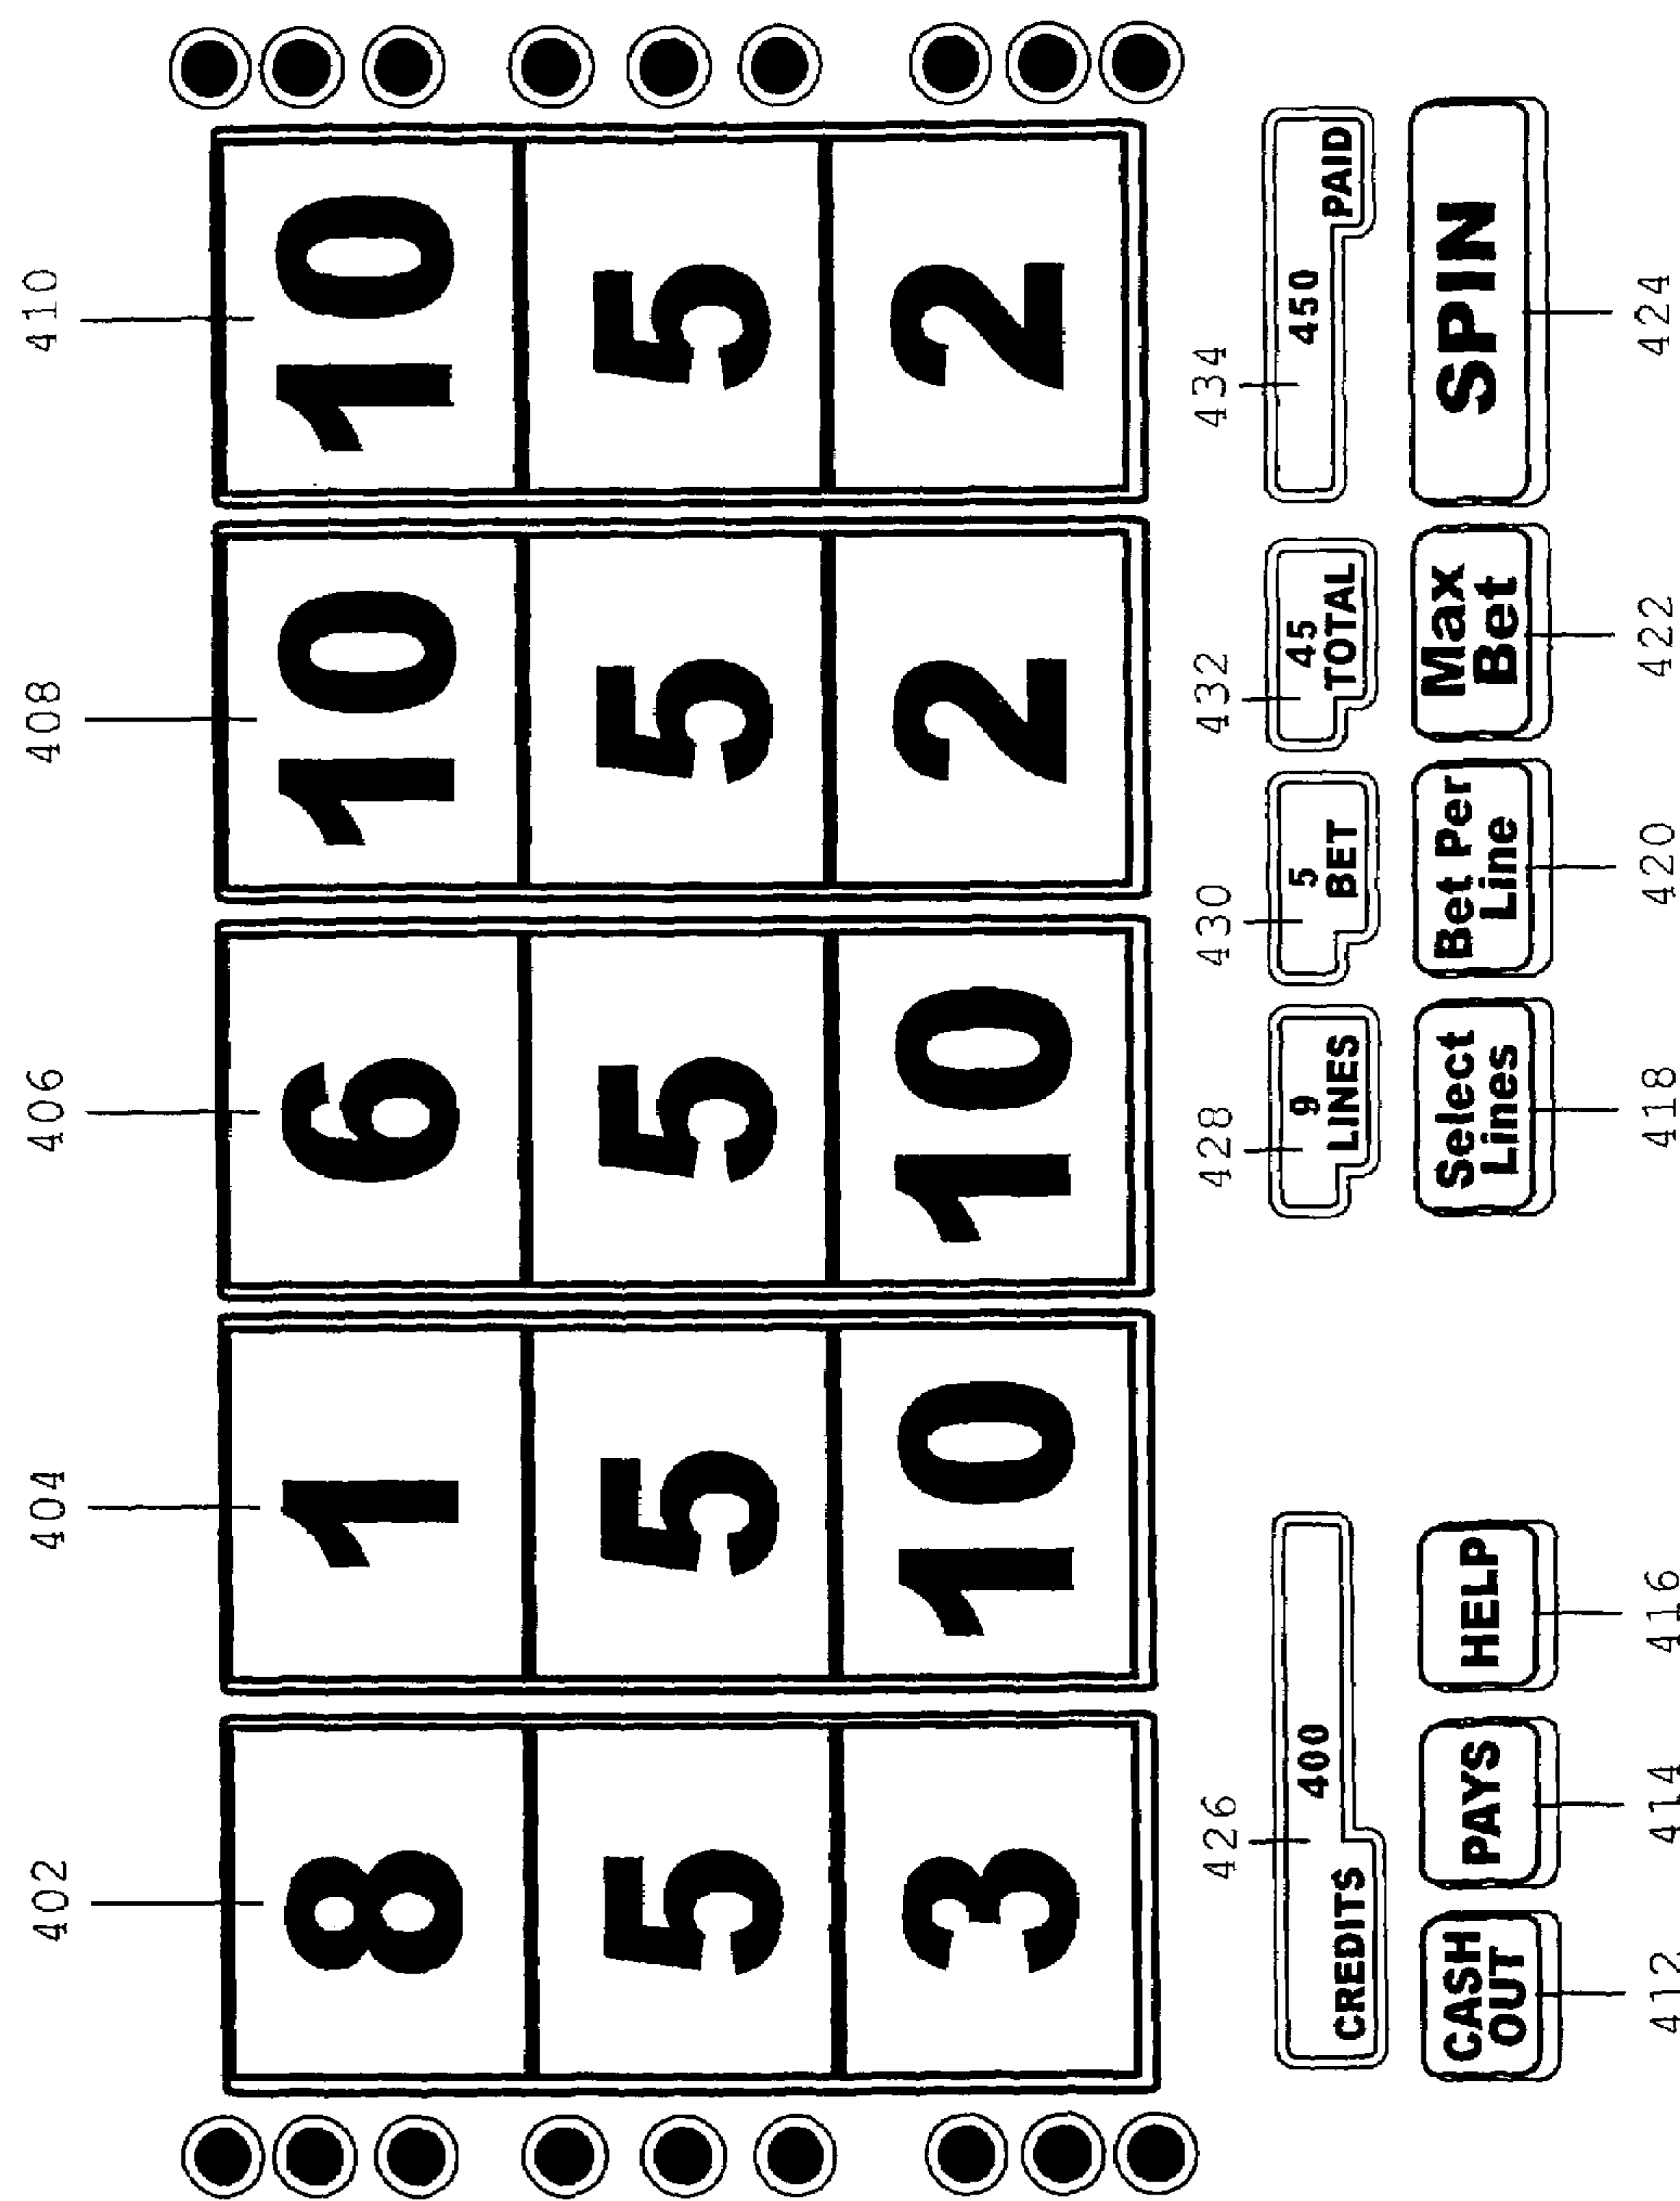 402 404 406 408 410
8 1 6 10 10
5 5 5 5 5
3 10 10 2 2
426 428 430 432 434
400 9 5 45 450
CREDITS LINES BET TOTAL PAID
CASH OUT
PAYS
HELP
Select Lines
Bet Per Line
Max Bet
SPIN
412 414 416 418 420 422 424